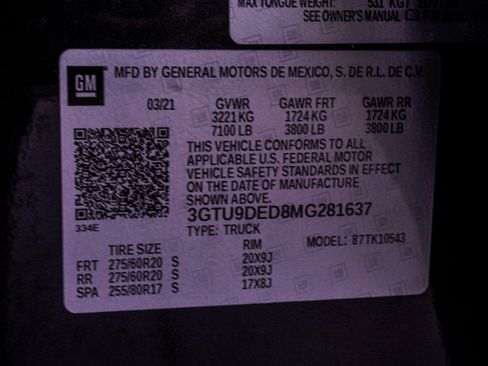 MAX TONGUE WEIGHT: 531 KG /
SEE OWNER'S MANUAL FOR MORE
GM
MFD BY GENERAL MOTORS DE MEXICO, S. DE R.L. DE C.V.
03/21 GVWR GAWR FRT GAWR RR
3221 KG 1724 KG 1724 KG
7100 LB 3800 LB 3800 LB
THIS VEHICLE CONFORMS TO ALL
APPLICABLE U.S. FEDERAL MOTOR
VEHICLE SAFETY STANDARDS IN EFFECT
ON THE DATE OF MANUFACTURE
SHOWN ABOVE.
3GTU9DED8MG281637
334E TYPE: TRUCK
TIRE SIZE RIM MODEL: 87TK10543
FRT 275/60R20 S 20X9J
RR 275/60R20 S 20X9J
SPA 255/80R17 S 17X8J